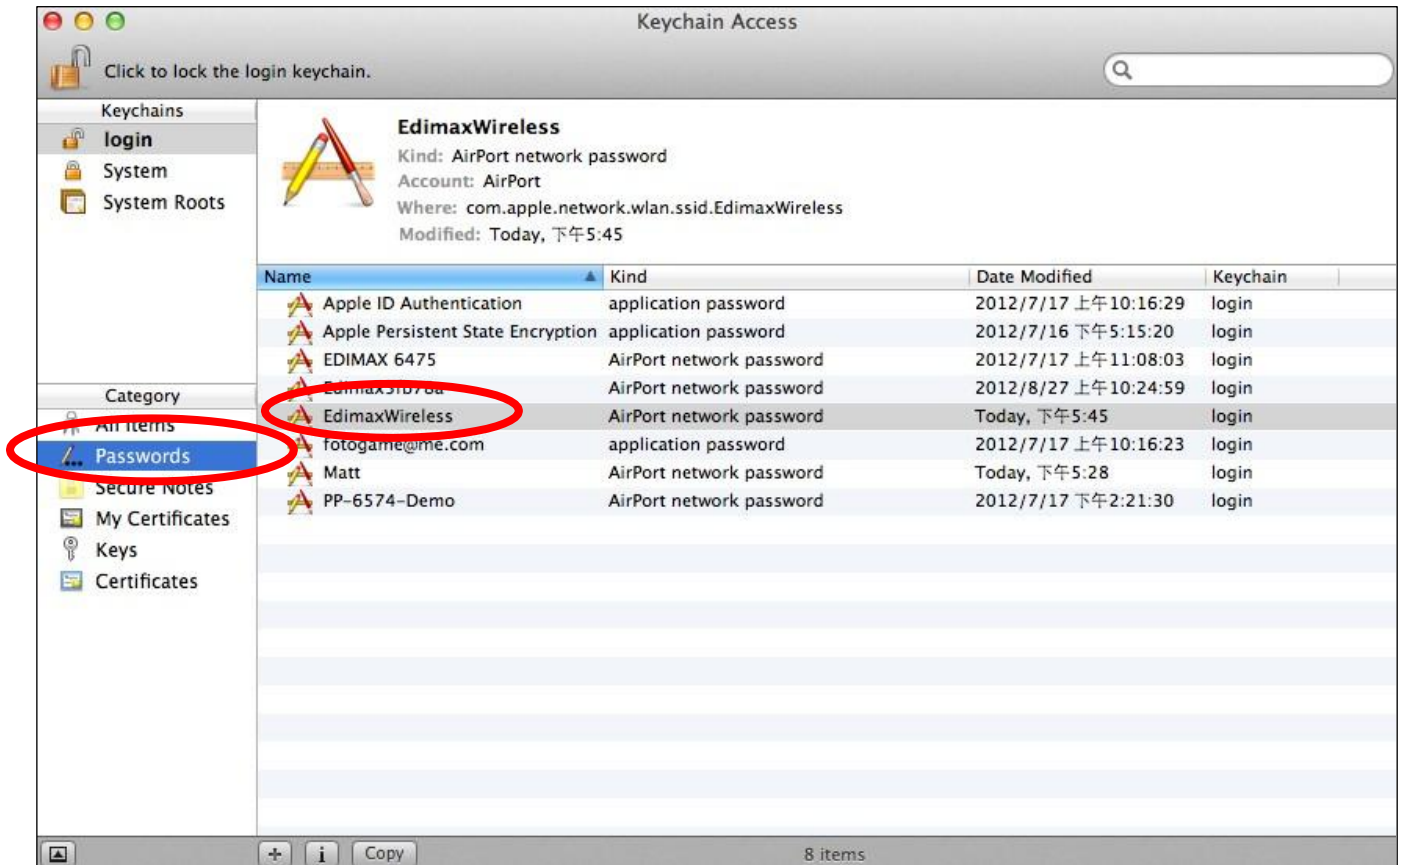 Keychain Access
Click to lock the login keychain.
Keychains
login
System
System Roots
EdimaxWireless
Kind: AirPort network password
Account: AirPort
Where: com.apple.network.wlan.ssid.EdimaxWireless
Modified: Today, 下午5:45
Name Kind Date Modified Keychain
Apple ID Authentication application password 2012/7/17 上午10:16:29 login
Apple Persistent State Encryption application password 2012/7/16 下午5:15:20 login
EDIMAX 6475 AirPort network password 2012/7/17 上午11:08:03 login
AirPort network password 2012/8/27 上午10:24:59 login
EdimaxWireless AirPort network password Today, 下午5:45 login
fotogame@me.com application password 2012/7/17 上午10:16:23 login
Matt AirPort network password Today, 下午5:28 login
PP-6574-Demo AirPort network password 2012/7/17 下午2:21:30 login
Category
All Items
Passwords
Secure Notes
My Certificates
Keys
Certificates
+ i Copy 8 items